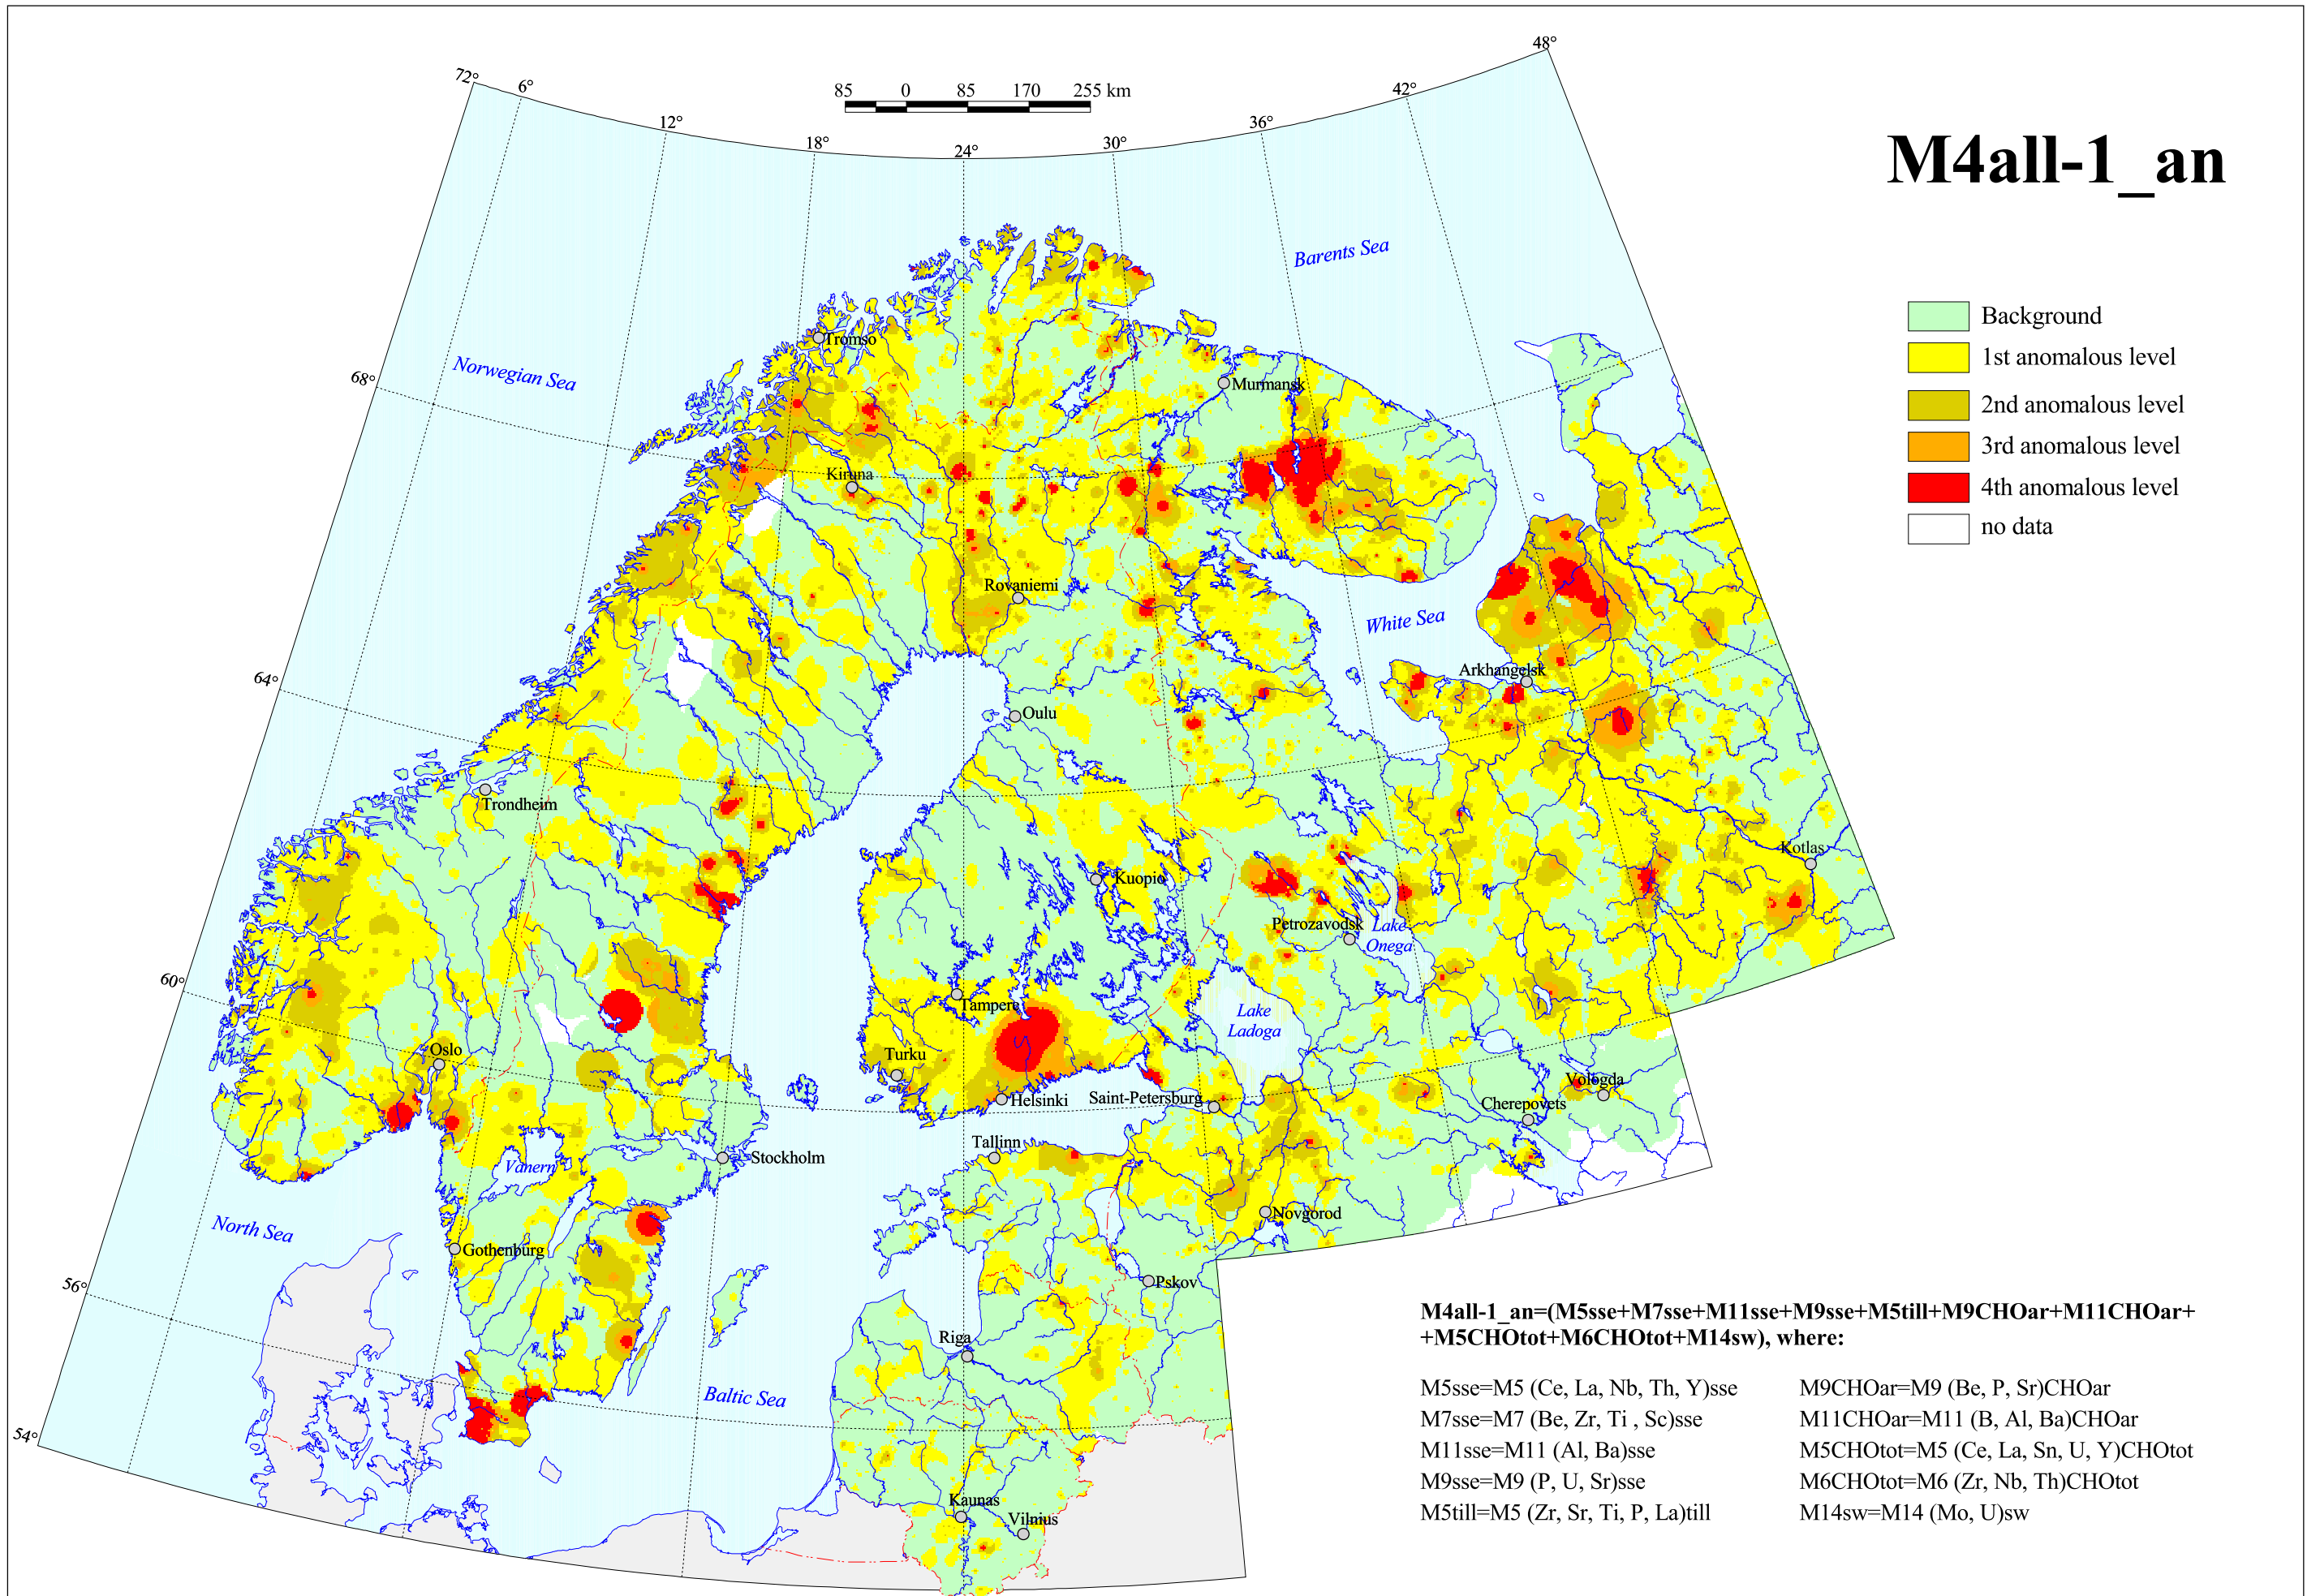 48°
72°
6°
42°
85 0 85 170 255 km
12°
36°
18°
30°
24°
M4all-1_an
Barents Sea
Background
Tromso
1st anomalous level
Norwegian Sea
68°
Murmansk
2nd anomalous level
3rd anomalous level
Kiruna
4th anomalous level
no data
Rovaniemi
White Sea
64°
Arkhangelsk
Oulu
Trondheim
Kotlas
Kuopio
Petrozavodsk
Lake
Onega
60°
Tampere
Lake
Ladoga
Oslo
Turku
Vologda
Helsinki
Saint-Petersburg
Cherepovets
Tallinn
Vanern
Stockholm
North Sea
Novgorod
Gothenburg
56°
Pskov
M4all-1_an=(M5sse+M7sse+M11sse+M9sse+M5till+M9CHOar+M11CHOar+
+M5CHOtot+M6CHOtot+M14sw), where:
Riga
Baltic Sea
M5sse=M5 (Ce, La, Nb, Th, Y)sse
M9CHOar=M9 (Be, P, Sr)CHOar
M7sse=M7 (Be, Zr, Ti , Sc)sse
M11CHOar=M11 (B, Al, Ba)CHOar
54°
M11sse=M11 (Al, Ba)sse
M5CHOtot=M5 (Ce, La, Sn, U, Y)CHOtot
M9sse=M9 (P, U, Sr)sse
M6CHOtot=M6 (Zr, Nb, Th)CHOtot
Kaunas
Vilnius
M5till=M5 (Zr, Sr, Ti, P, La)till
M14sw=M14 (Mo, U)sw